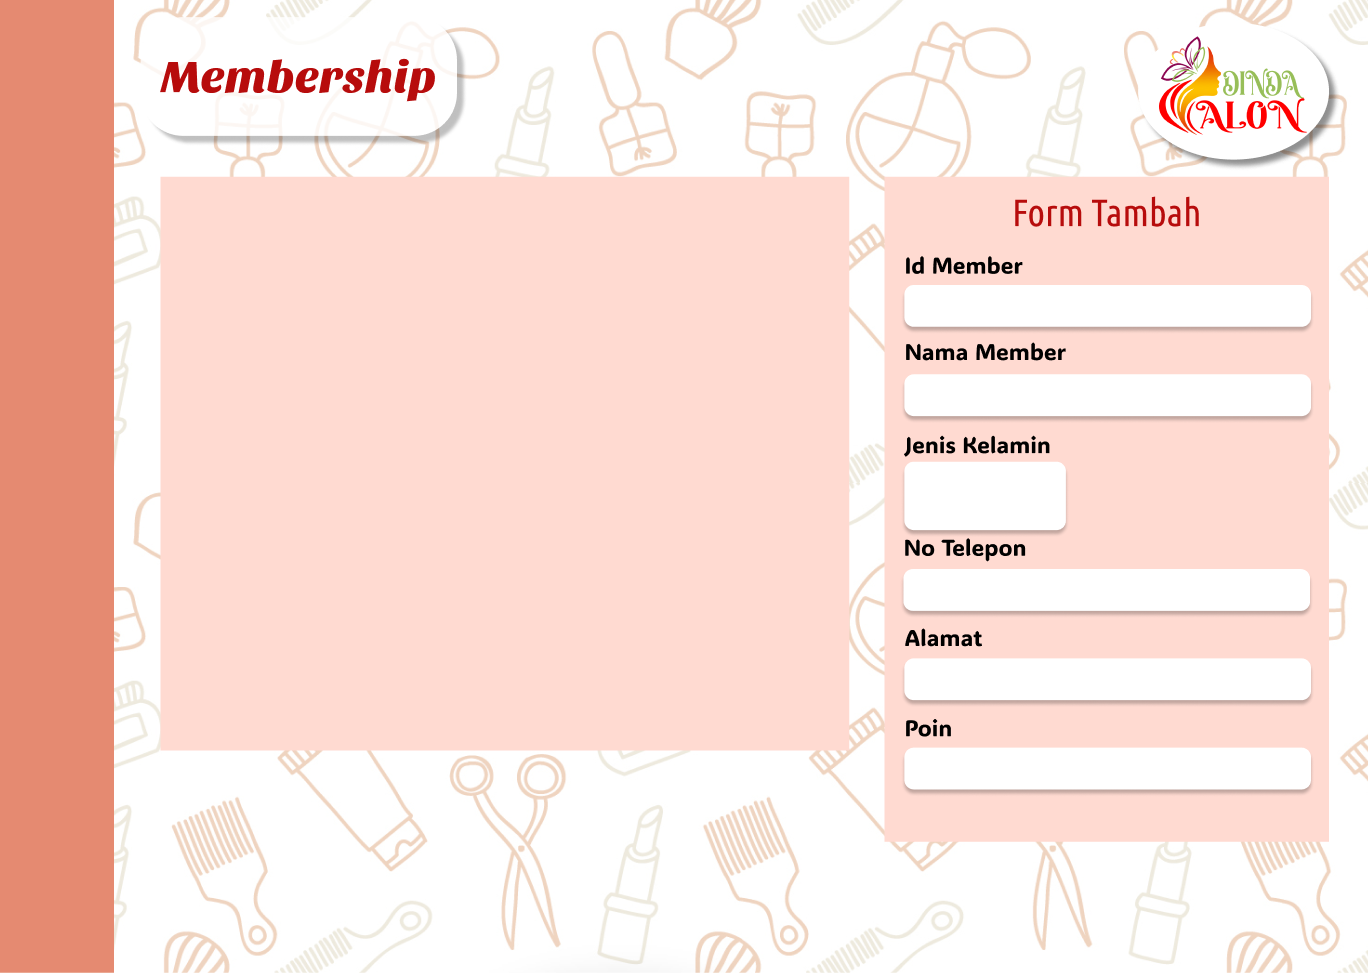 Membership
DINDA
SALON
Form Tambah
Id Member
Nama Member
Jenis Kelamin
No Telepon
Alamat
Poin